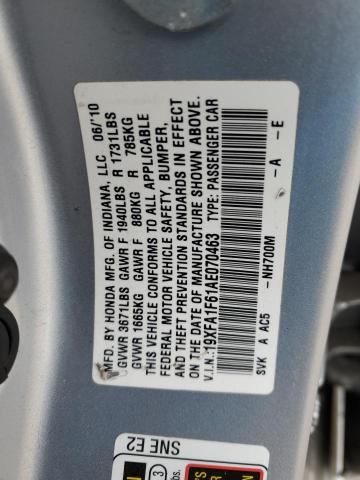 MFD. BY HONDA MFG. OF INDIANA, LLC 06/'10
GVWR 3671LBS GAWR F 1940LBS R 1731LBS
GVWR 1665KG GAWR F 880KG R 785KG
THIS VEHICLE CONFORMS TO ALL APPLICABLE
FEDERAL MOTOR VEHICLE SAFETY, BUMPER,
AND THEFT PREVENTION STANDARDS IN EFFECT
ON THE DATE OF MANUFACTURE SHOWN ABOVE.
V.I.N.:19XFA1F61AE070463 TYPE: PASSENGER CAR
-NH700M -A -E
SVK A AC5
SNE E2
3